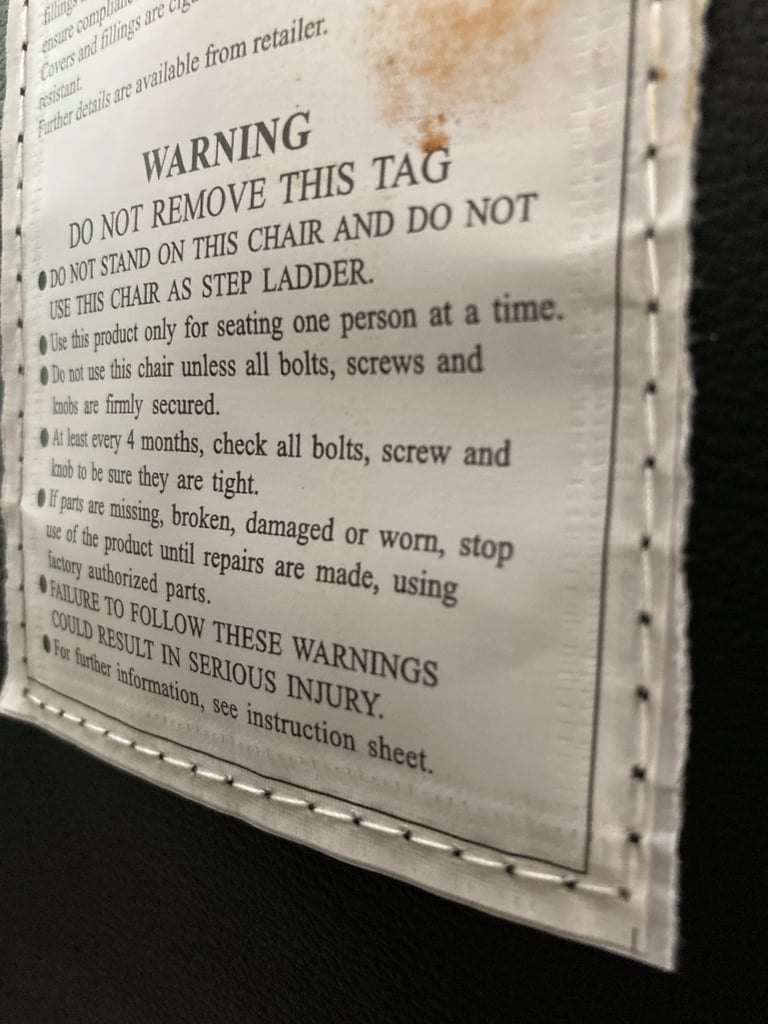 fillings
ensure
Covers and fillings are
resistant.
Further details are available from retailer.
WARNING
DO NOT REMOVE THIS TAG
● DO NOT STAND ON THIS CHAIR AND DO NOT
USE THIS CHAIR AS STEP LADDER.
● Use this product only for seating one person at a time.
● Do not use this chair unless all bolts, screws and
knobs are firmly secured.
● At least every 4 months, check all bolts, screw and
knob to be sure they are tight.
● If parts are missing, broken, damaged or worn, stop
use of the product until repairs are made, using
factory authorized parts.
● FAILURE TO FOLLOW THESE WARNINGS
COULD RESULT IN SERIOUS INJURY.
● For further information, see instruction sheet.